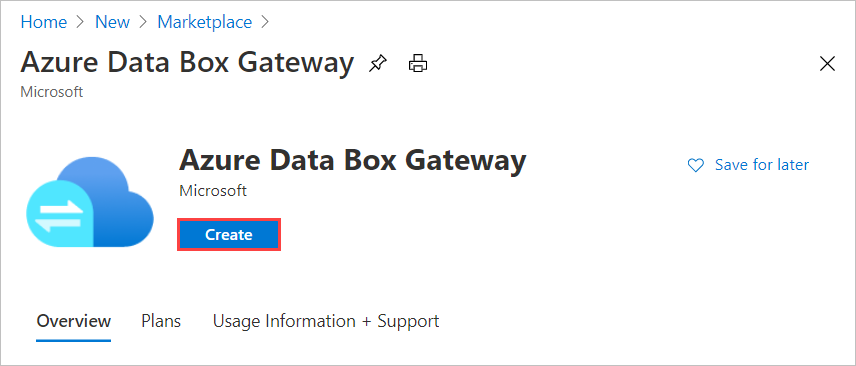 Home > New > Marketplace >
Azure Data Box Gateway
Microsoft
Azure Data Box Gateway
Microsoft
Save for later
Create
Overview Plans Usage Information + Support